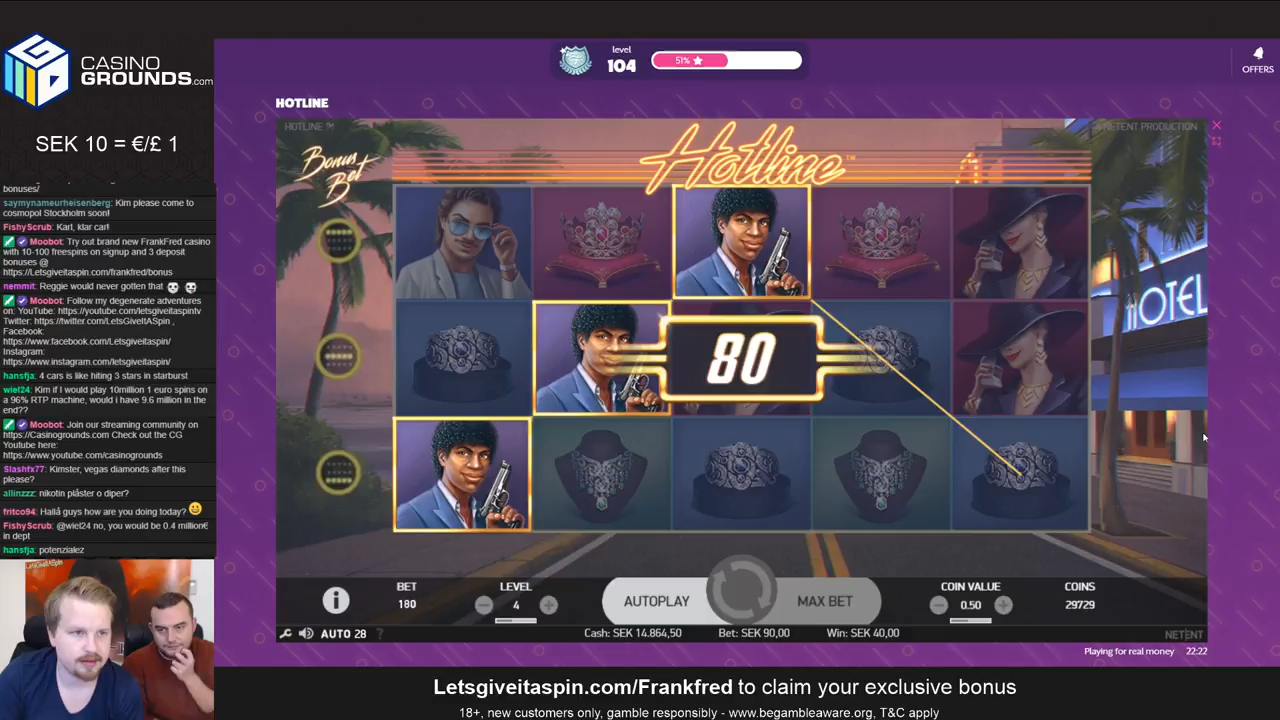 CASINO
GROUNDS.com
SEK 10 = €/£ 1
bonuses/
saymynameurheisenberg: Kim please come to
cosmopol Stockholm soon!
FishyScrub: Kart, klar car!
Moobot: Try out brand new FrankFred casino
with 10-100 freespins on signup and 3 deposit
bonuses @
https://Letsgiveitaspin.com/frankfred/bonus
nemmit: Reggie would never gotten that
Moobot: Follow my degenerate adventures
on: YouTube: https://youtube.com/letsgiveitaspintv
Twitter: https://twitter.com/LetsGiveItASpin ,
Facebook:
https://www.facebook.com/Letsgiveitaspin/
Instagram:
https://www.instagram.com/letsgiveitaspin/
hansfja: 4 cars is like hitting 3 stars in starburst
wiel24: Kim if I would play 10million 1 euro spins on
a 96% RTP machine, would i have 9.6 million in the
end??
Moobot: Join our streaming community on
https://Casinogrounds.com Check out the CG
Youtube here:
https://www.youtube.com/casinogrounds
Slashfx77: Kimster, vegas diamonds after this
please?
allinzzz: nikotin plåster o diper?
fritco94: Hallå guys how are you doing today?
FishyScrub: @wiel24 no, you would be 0.4 million€
in dept
hansfja: potenzialez
LetsGiveItASpin
level
104
51%
OFFERS
HOTLINE
HOTLINE™
A NETENT PRODUCTION
Bonus
Bet
Hotline™
HOTEL
80
BET
180
LEVEL
4
AUTOPLAY
MAX BET
COIN VALUE
0.50
COINS
29729
AUTO 28 ?
Cash: SEK 14.864,50
Bet: SEK 90,00
Win: SEK 40,00
NETENT
Playing for real money 22:22
Letsgiveitaspin.com/Frankfred to claim your exclusive bonus
18+, new customers only, gamble responsibly - www.begambleaware.org, T&C apply